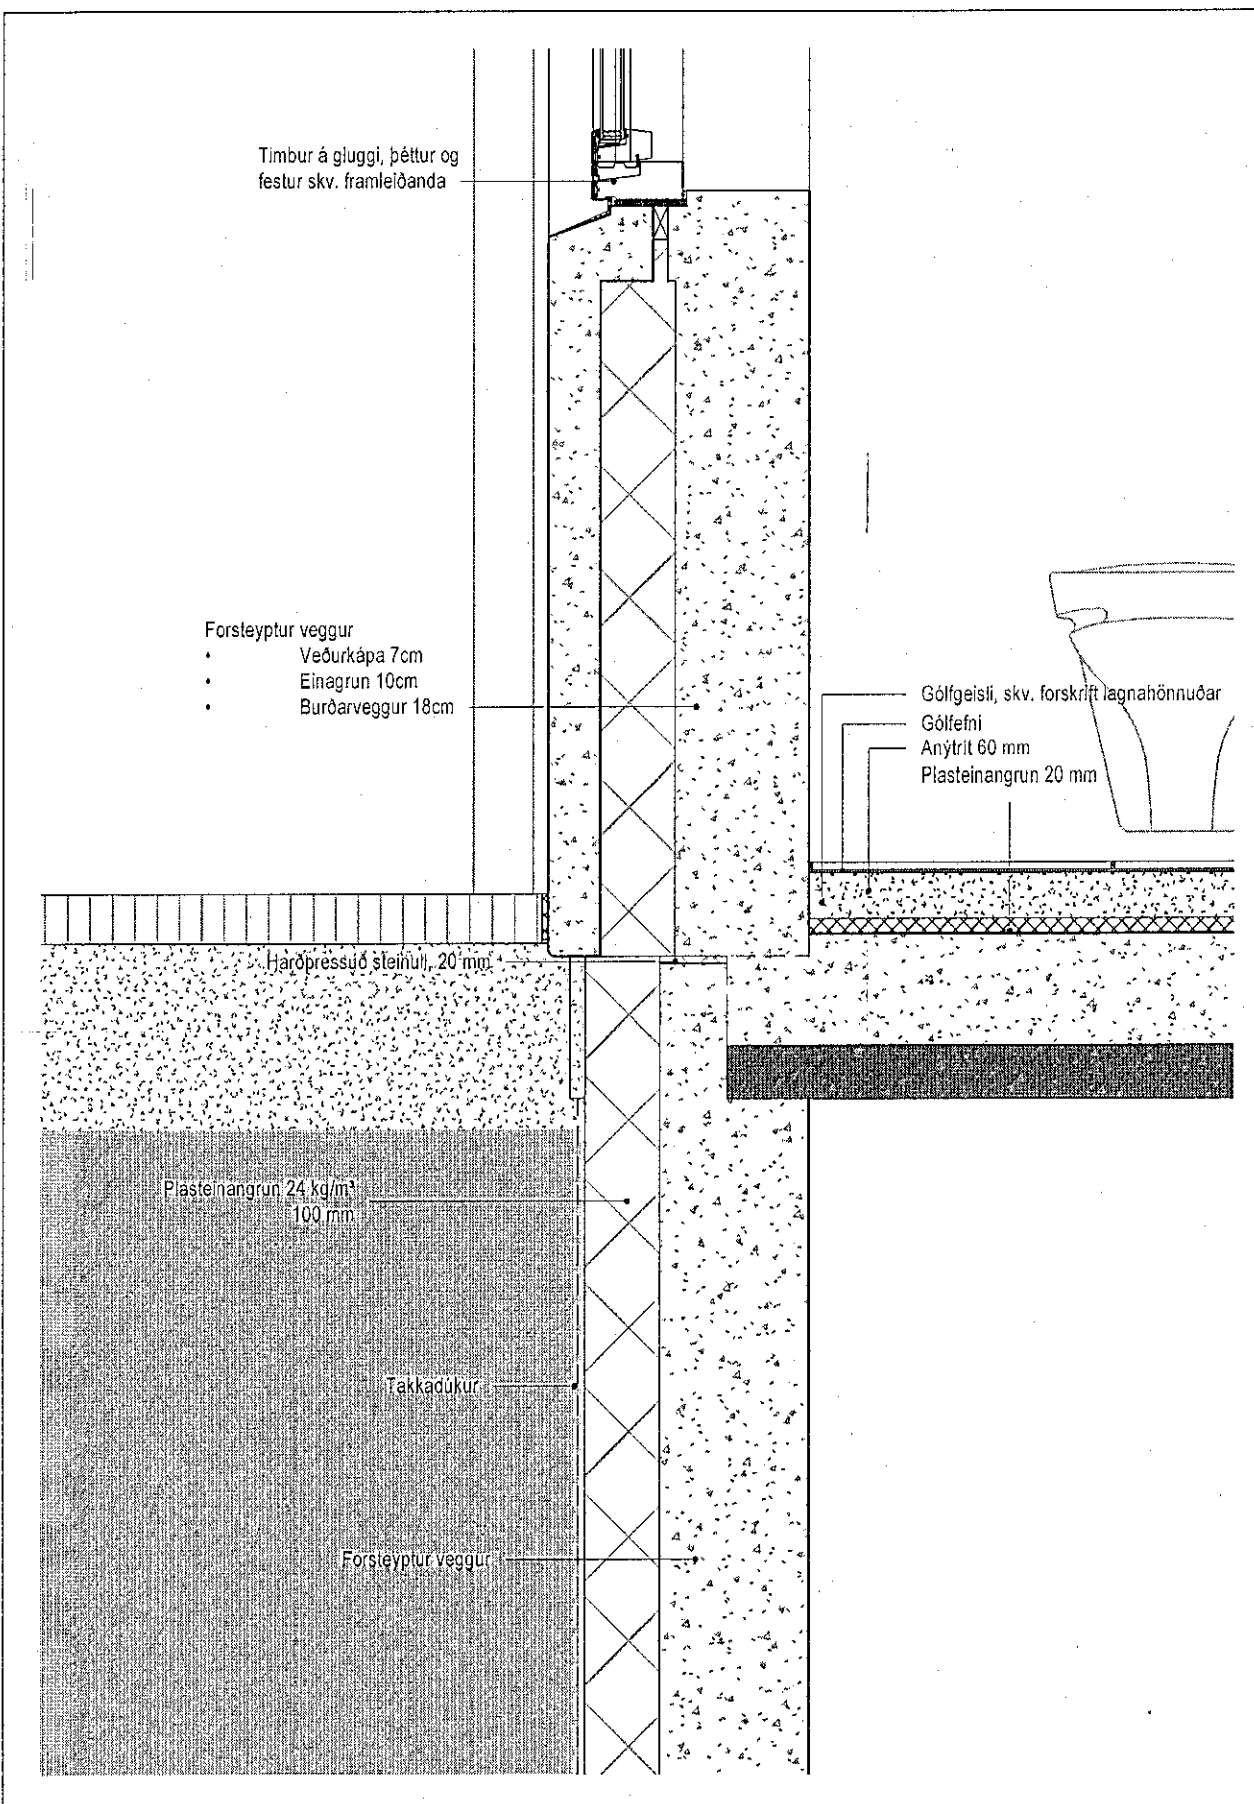 Timbur á gluggi, þéttur og
festur skv. framleiðanda
Forsteyptur veggur
• Veðurkápa 7cm
• Einagrun 10cm
• Burðarveggur 18cm
Gólfgeisli, skv. forskrift lagnahönnuðar
Gólfefni
Anýtrit 60 mm
Plasteinangrun 20 mm
Harðpressuð steinull, 20 mm
Plasteinangrun 24 kg/m³
100 mm
Takkadúkur
Forsteyptur veggur